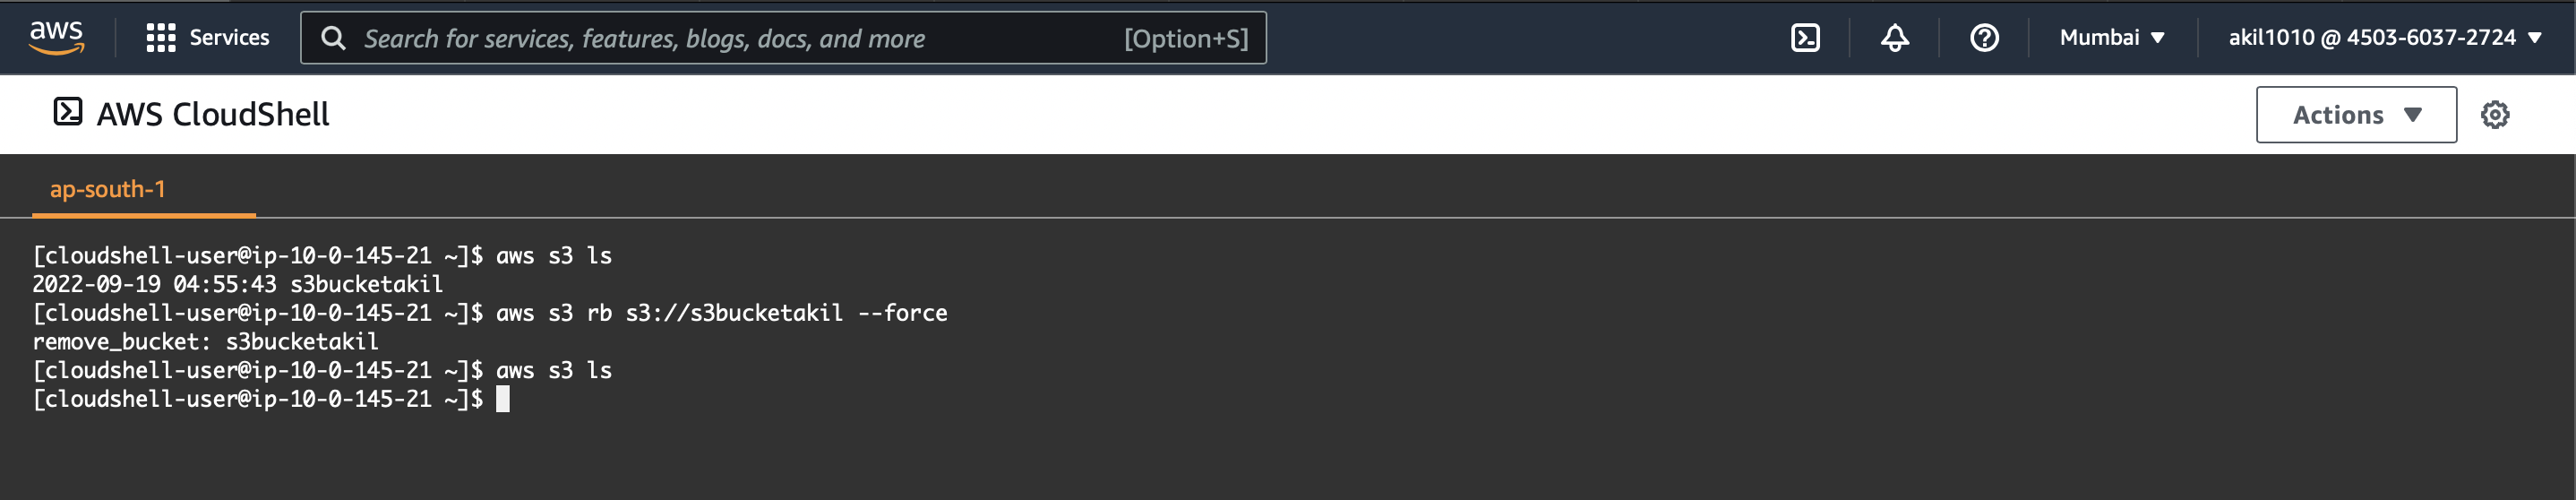 aws Services Search for services, features, blogs, docs, and more [Option+S] Mumbai ▼ akil1010 @ 4503-6037-2724 ▼
AWS CloudShell Actions ▼
ap-south-1
[cloudshell-user@ip-10-0-145-21 ~]$ aws s3 ls
2022-09-19 04:55:43 s3bucketakil
[cloudshell-user@ip-10-0-145-21 ~]$ aws s3 rb s3://s3bucketakil --force
remove_bucket: s3bucketakil
[cloudshell-user@ip-10-0-145-21 ~]$ aws s3 ls
[cloudshell-user@ip-10-0-145-21 ~]$